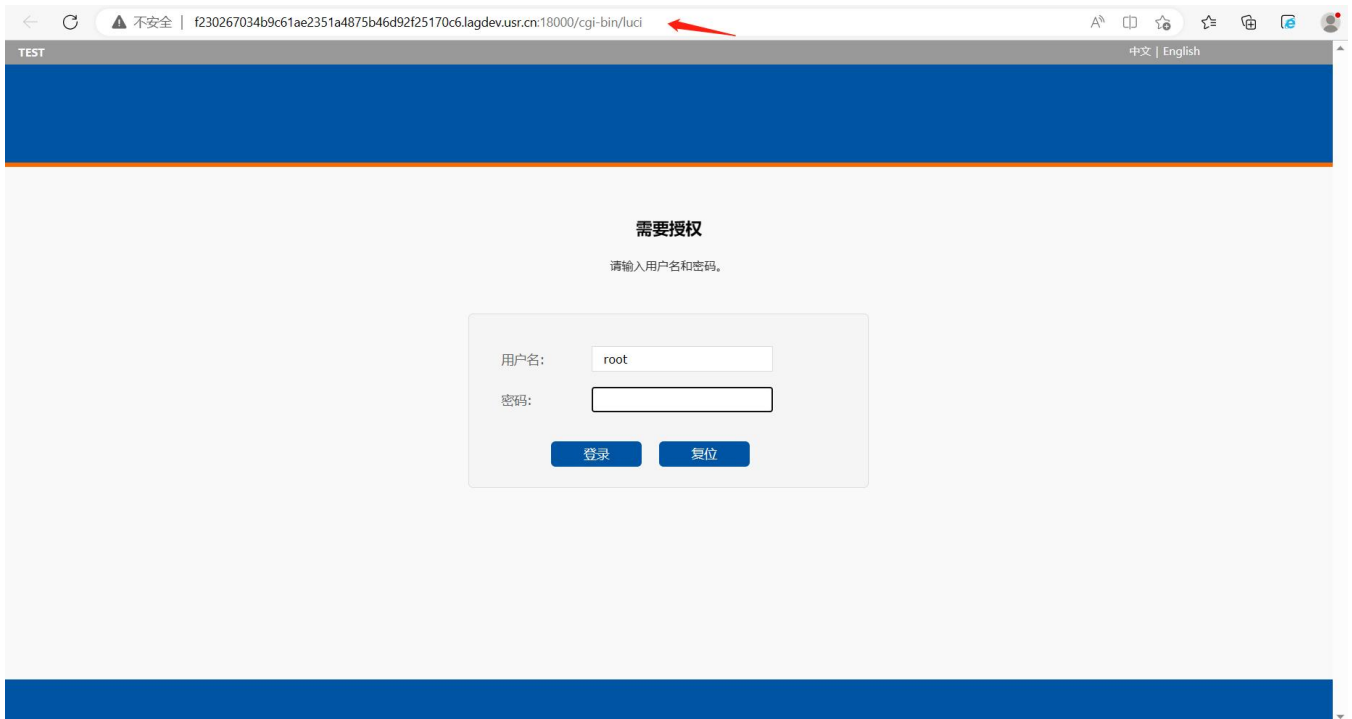 不安全 | f230267034b9c61ae2351a4875b46d92f25170c6.lagdev.usr.cn:18000/cgi-bin/luci
TEST 中文 | English
需要授权
请输入用户名和密码。
用户名: root
密码:
登录 复位